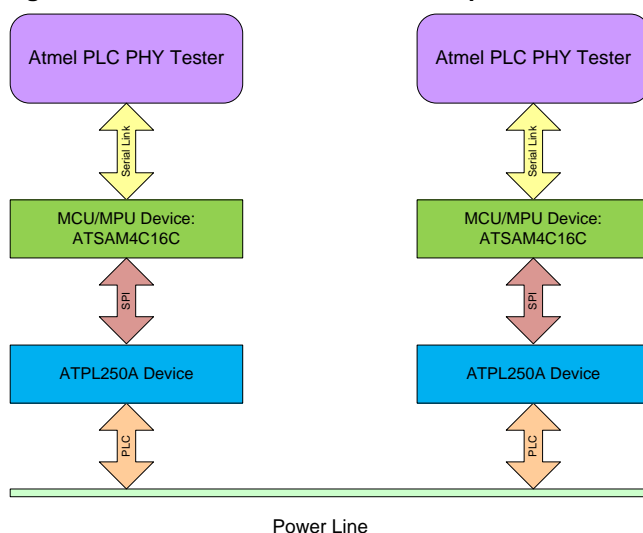 Atmel PLC PHY Tester
Serial Link
MCU/MPU Device:
ATSAM4C16C
SPI
ATPL250A Device
PLC
Atmel PLC PHY Tester
Serial Link
MCU/MPU Device:
ATSAM4C16C
SPI
ATPL250A Device
PLC
Power Line